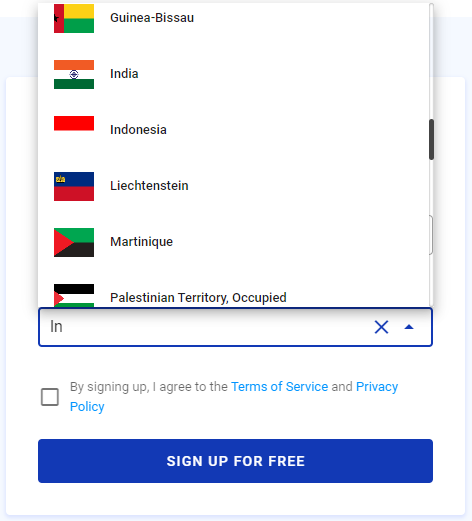 Guinea-Bissau
India
Indonesia
Liechtenstein
Martinique
Palestinian Territory, Occupied
In
By signing up, I agree to the Terms of Service and Privacy
Policy
SIGN UP FOR FREE